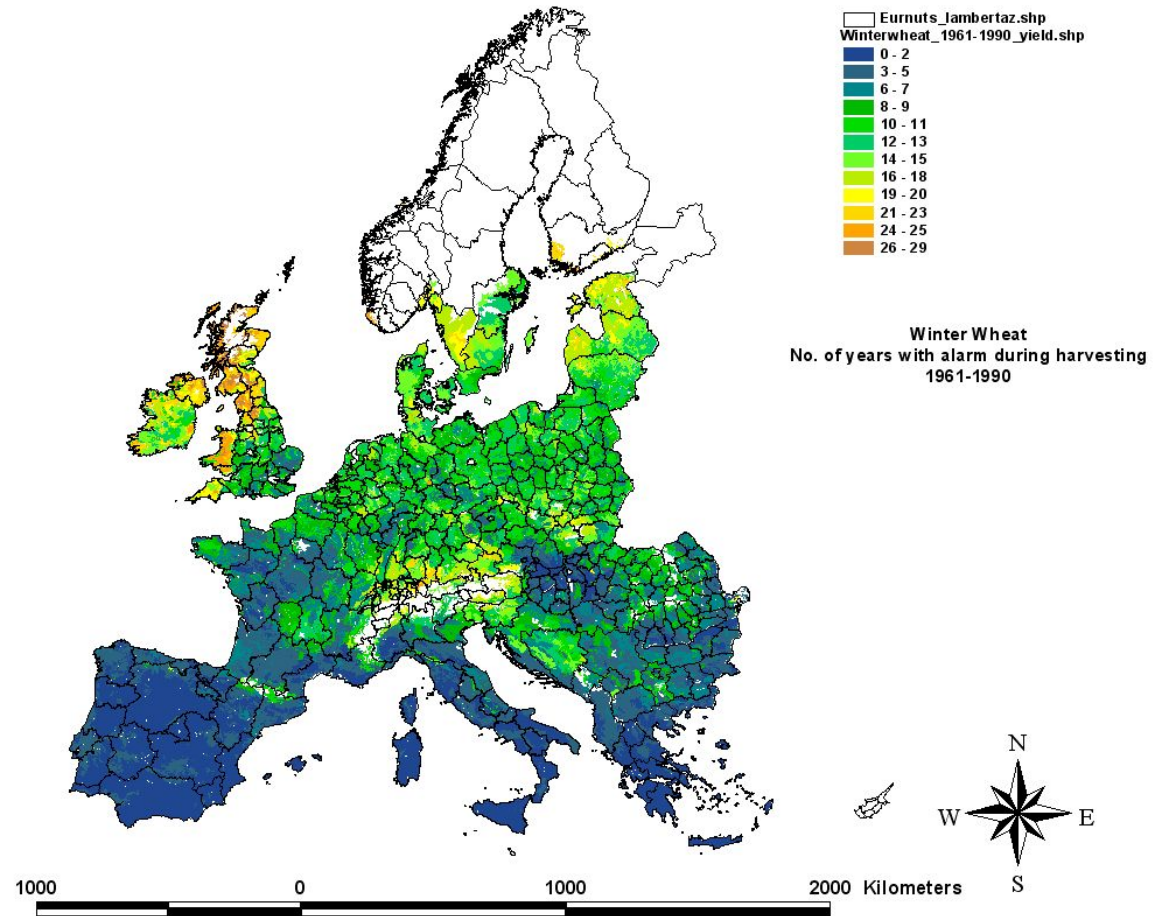 Eurnuts_lambertaz.shp
Winterwheat_1961-1990_yield.shp
0 - 2
3 - 5
6 - 7
8 - 9
10 - 11
12 - 13
14 - 15
16 - 18
19 - 20
21 - 23
24 - 25
26 - 29
Winter Wheat
No. of years with alarm during harvesting
1961-1990
N
W E
S
1000 0 1000 2000 Kilometers